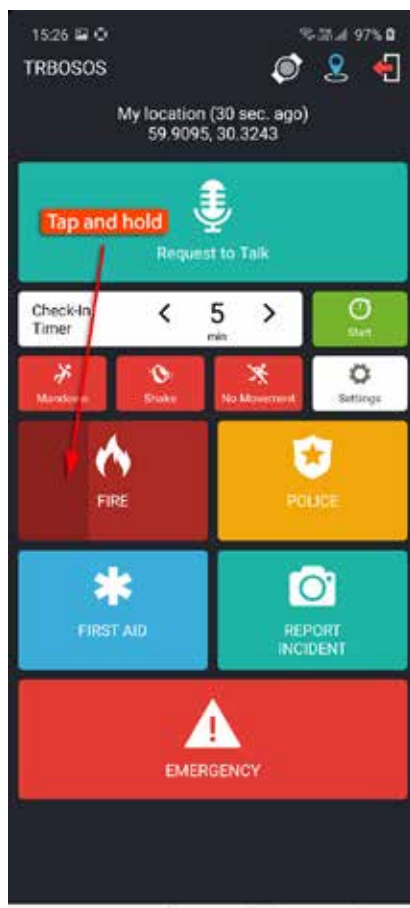 15:26
97%
TRBOSOS
My location (30 sec. ago)
59.9095, 30.3243
Tap and hold
Request to Talk
Check-In
Timer
5
min
Start
Mandown
Shake
No Movement
Settings
FIRE
POLICE
FIRST AID
REPORT
INCIDENT
EMERGENCY